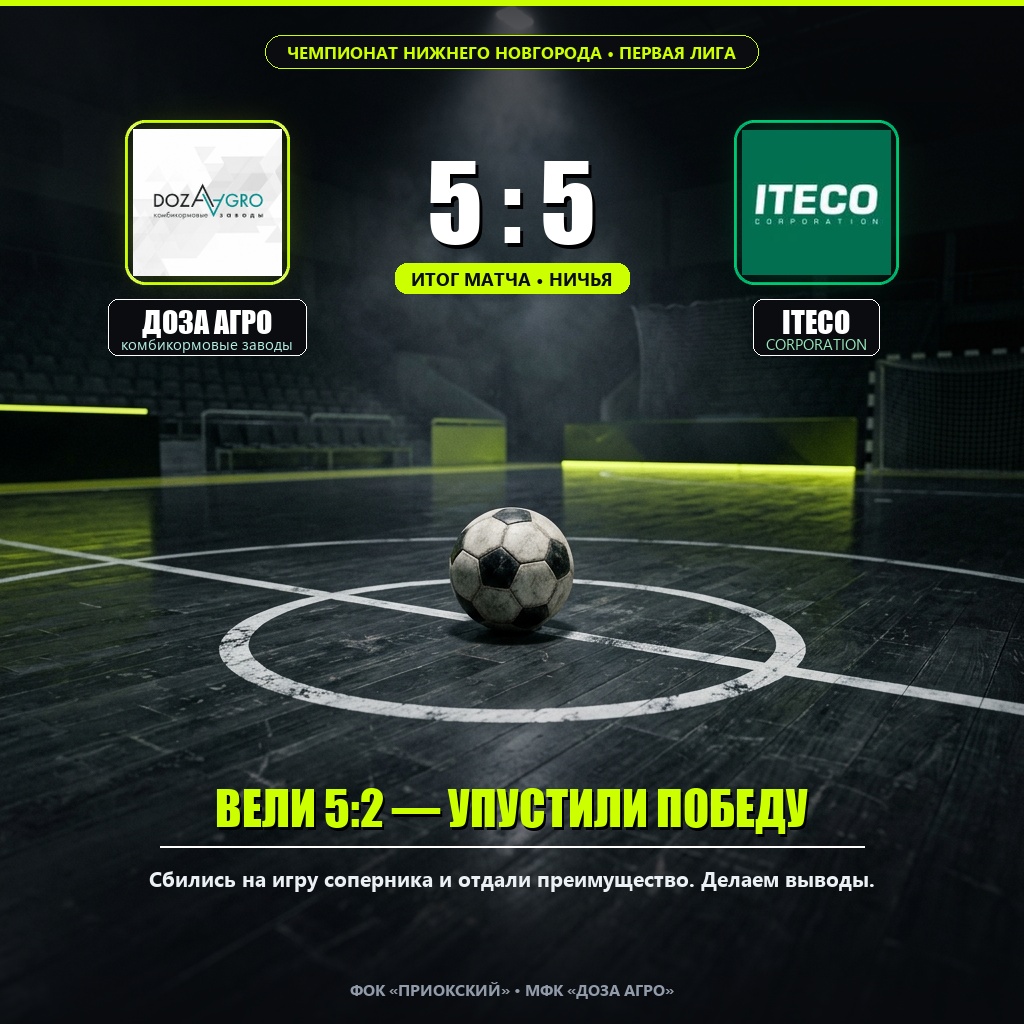 ЧЕМПИОНАТ НИЖНЕГО НОВГОРОДА • ПЕРВАЯ ЛИГА
DOZAAGRO
комбикормовые заводы
5 : 5
ITECO
CORPORATION
ИТОГ МАТЧА • НИЧЬЯ
ДОЗА АГРО
комбикормовые заводы
ITECO
CORPORATION
ВЕЛИ 5:2 — УПУСТИЛИ ПОБЕДУ
Сбились на игру соперника и отдали преимущество. Делаем выводы.
ФОК «ПРИОКСКИЙ» • МФК «ДОЗА АГРО»